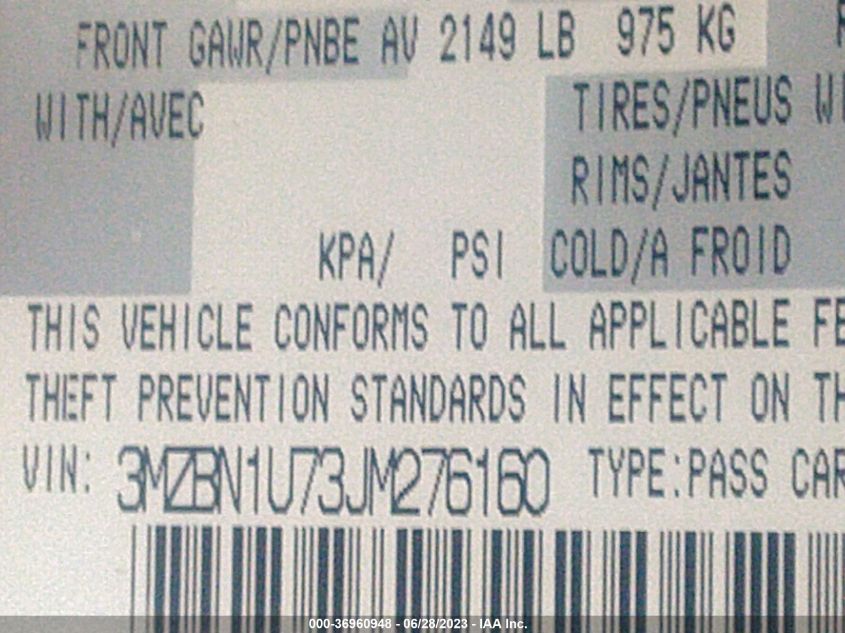 FRONT GAWR/PNBE AV 2149 LB 975 KG
WITH/AVEC TIRES/PNEUS WI
RIMS/JANTES
KPA/ PSI COLD/A FROID
THIS VEHICLE CONFORMS TO ALL APPLICABLE FE
THEFT PREVENTION STANDARDS IN EFFECT ON TH
VIN: 3MZBN1U73JM276160 TYPE:PASS CAR
000-36960948 - 06/28/2023 - IAA Inc.